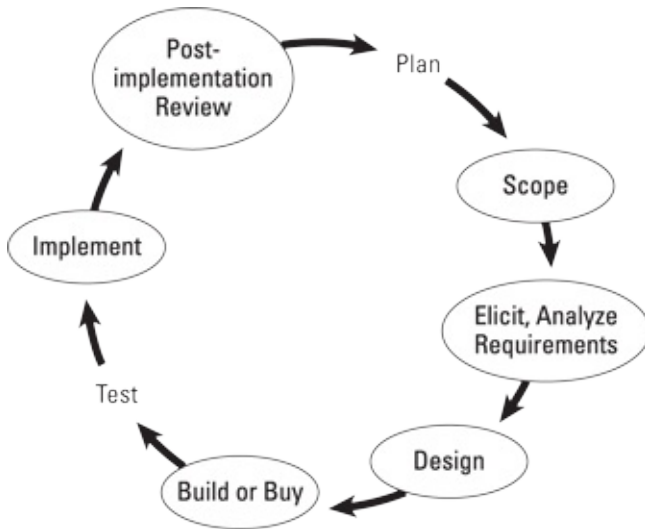 Post-
implementation
Review
Plan
Scope
Elicit, Analyze
Requirements
Design
Build or Buy
Test
Implement